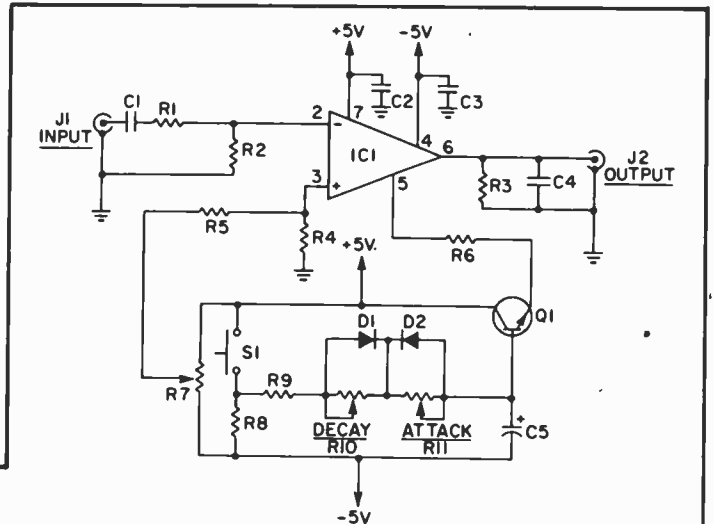 +5V
-5V
J1
INPUT
C1
R1
R2
2
7
C2
C3
IC1
4
6
3
5
R3
C4
J2
OUTPUT
R5
R4
+5V.
R6
Q1
D1
D2
S1
R7
R9
R8
DECAY
R10
ATTACK
R11
C5
-5V